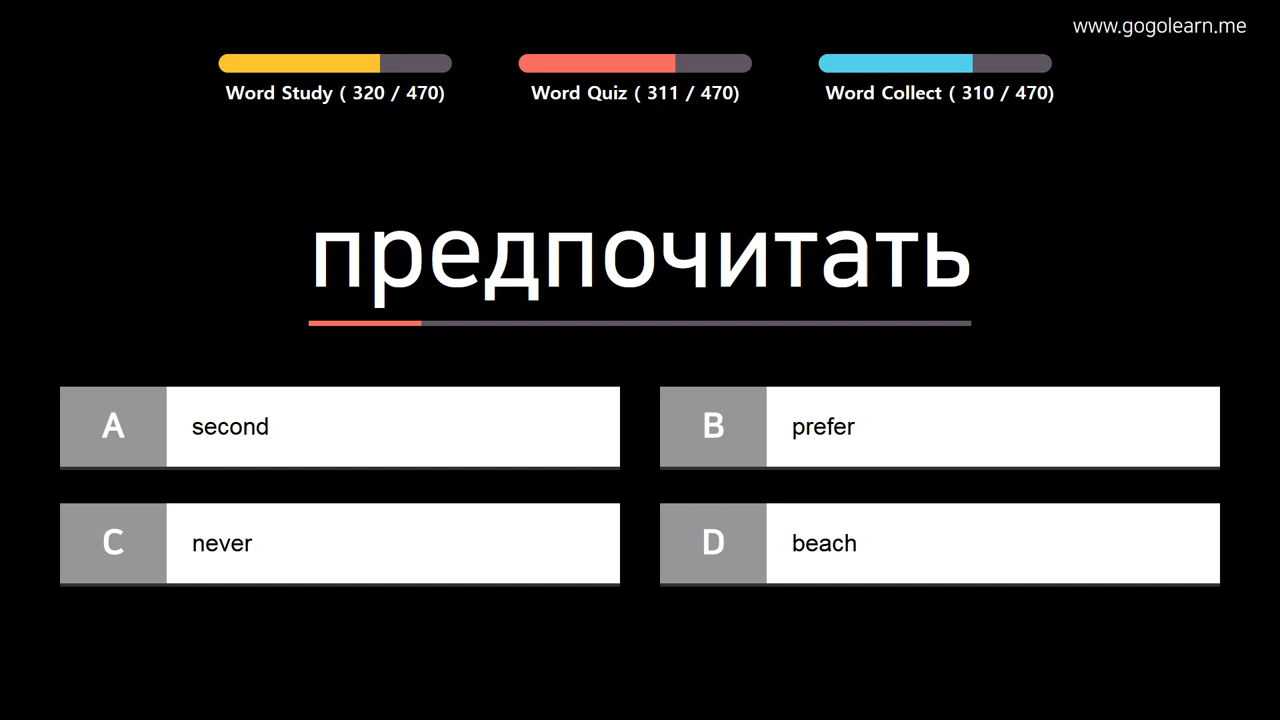 www.gogolearn.me
Word Study ( 320 / 470)
Word Quiz ( 311 / 470)
Word Collect ( 310 / 470)
предпочитать
A second
B prefer
C never
D beach